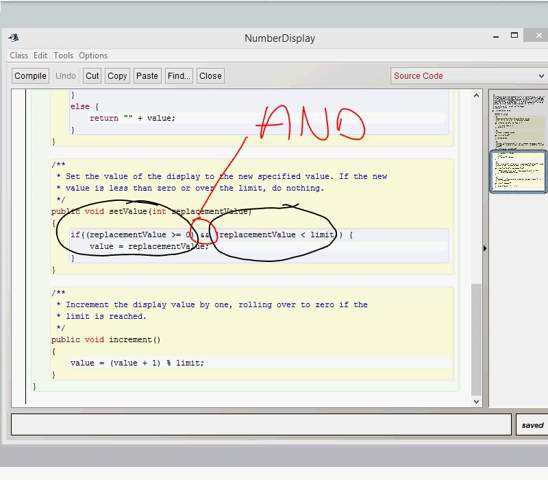 NumberDisplay
Class Edit Tools Options
Compile Undo Cut Copy Paste Find... Close Source Code
}
else {
return "" + value;
}
}
AND
/**
* Set the value of the display to the new specified value. If the new
* value is less than zero or over the limit, do nothing.
*/
public void setValue(int replacementValue)
{
if((replacementValue >= 0) && (replacementValue < limit)) {
value = replacementValue;
}
}
/**
* Increment the display value by one, rolling over to zero if the
* limit is reached.
*/
public void increment()
{
value = (value + 1) % limit;
}
}
saved